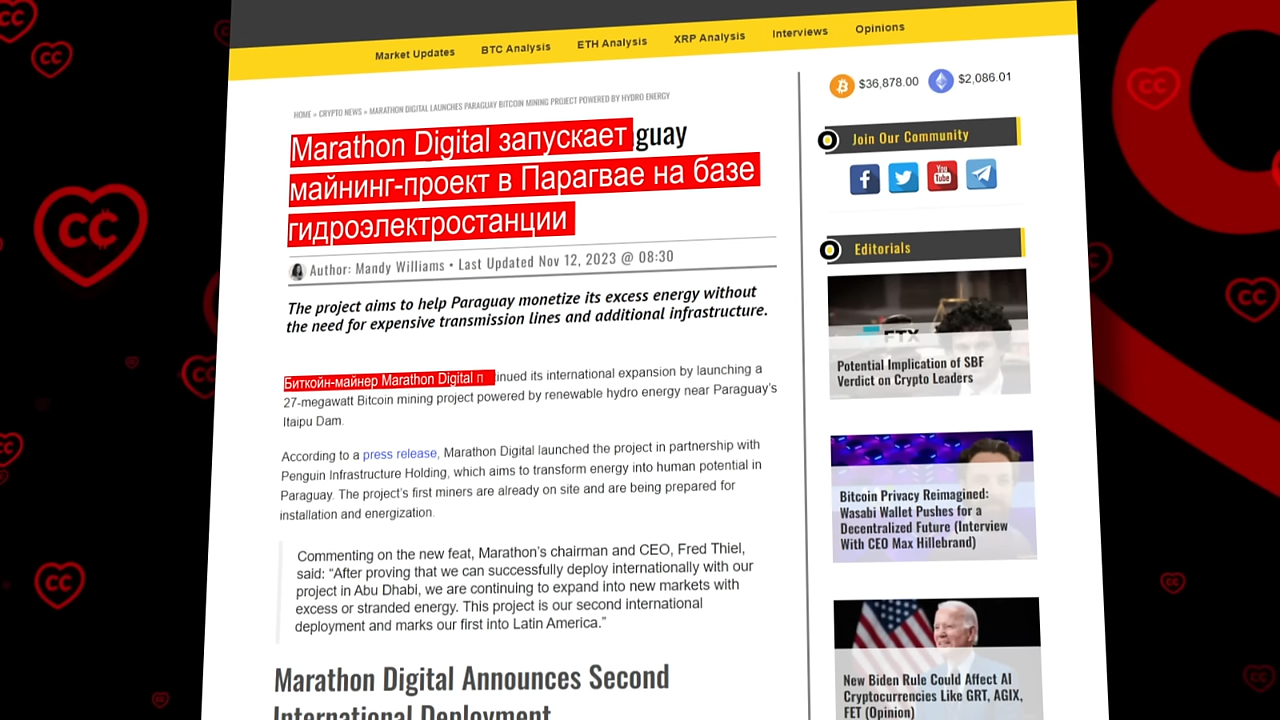 Market Updates BTC Analysis ETH Analysis XRP Analysis Interviews Opinions
HOME » CRYPTO NEWS » MARATHON DIGITAL LAUNCHES PARAGUAY BITCOIN MINING PROJECT POWERED BY HYDRO ENERGY
Marathon Digital запускает guay
майнинг-проект в Парагвае на базе
гидроэлектростанции
Author: Mandy Williams • Last Updated Nov 12, 2023 @ 08:30
The project aims to help Paraguay monetize its excess energy without
the need for expensive transmission lines and additional infrastructure.
Биткойн-майнер Marathon Digital п inued its international expansion by launching a
27-megawatt Bitcoin mining project powered by renewable hydro energy near Paraguay's
Itaipu Dam.
According to a press release, Marathon Digital launched the project in partnership with
Penguin Infrastructure Holding, which aims to transform energy into human potential in
Paraguay. The project's first miners are already on site and are being prepared for
installation and energization.
Commenting on the new feat, Marathon's chairman and CEO, Fred Thiel,
said: “After proving that we can successfully deploy internationally with our
project in Abu Dhabi, we are continuing to expand into new markets with
excess or stranded energy. This project is our second international
deployment and marks our first into Latin America.”
Marathon Digital Announces Second
International Deployment
$36,878.00 $2,086.01
Join Our Community
You
Tube
Editorials
FTX
Potential Implication of SBF
Verdict on Crypto Leaders
Bitcoin Privacy Reimagined:
Wasabi Wallet Pushes for a
Decentralized Future (Interview
With CEO Max Hillebrand)
New Biden Rule Could Affect AI
Cryptocurrencies Like GRT, AGIX,
FET (Opinion)
CC
CC
CC
CC
CC
CC
CC
CC